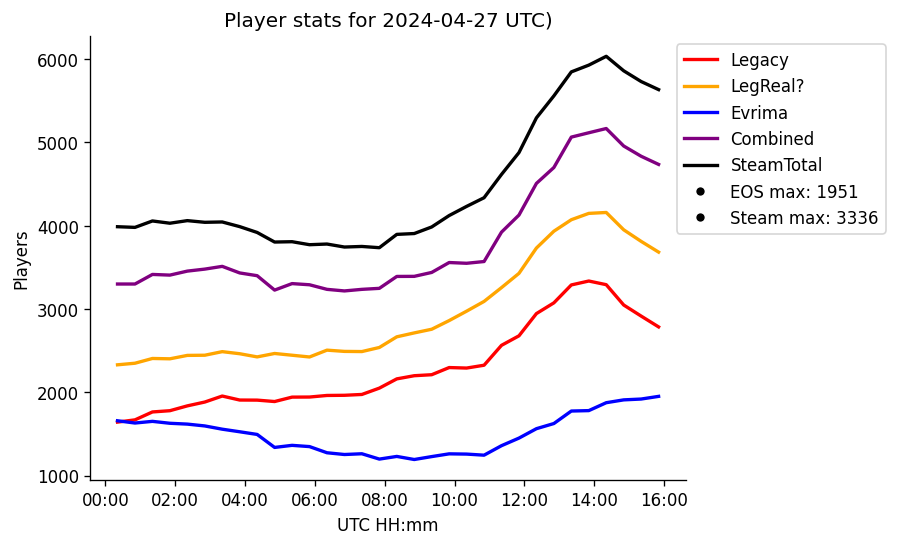 Player stats for 2024-04-27 UTC)
6000
5000
4000
3000
2000
1000
Players
00:00 02:00 04:00 06:00 08:00 10:00 12:00 14:00 16:00
UTC HH:mm
Legacy
LegReal?
Evrima
Combined
SteamTotal
EOS max: 1951
Steam max: 3336